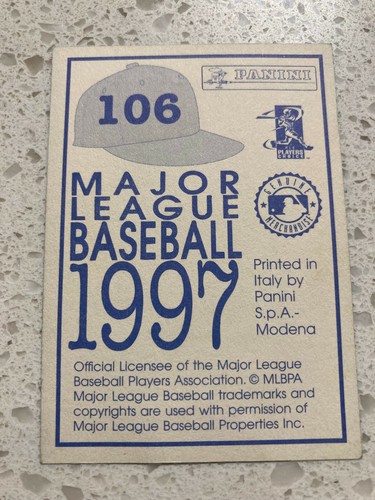 106
PANINI
PLAYERS
CHOICE
MAJOR
LEAGUE
BASEBALL
1997
GENUINE
MERCHANDISE
Printed in
Italy by
Panini
S.p.A.-
Modena
Official Licensee of the Major League
Baseball Players Association. © MLBPA
Major League Baseball trademarks and
copyrights are used with permission of
Major League Baseball Properties Inc.